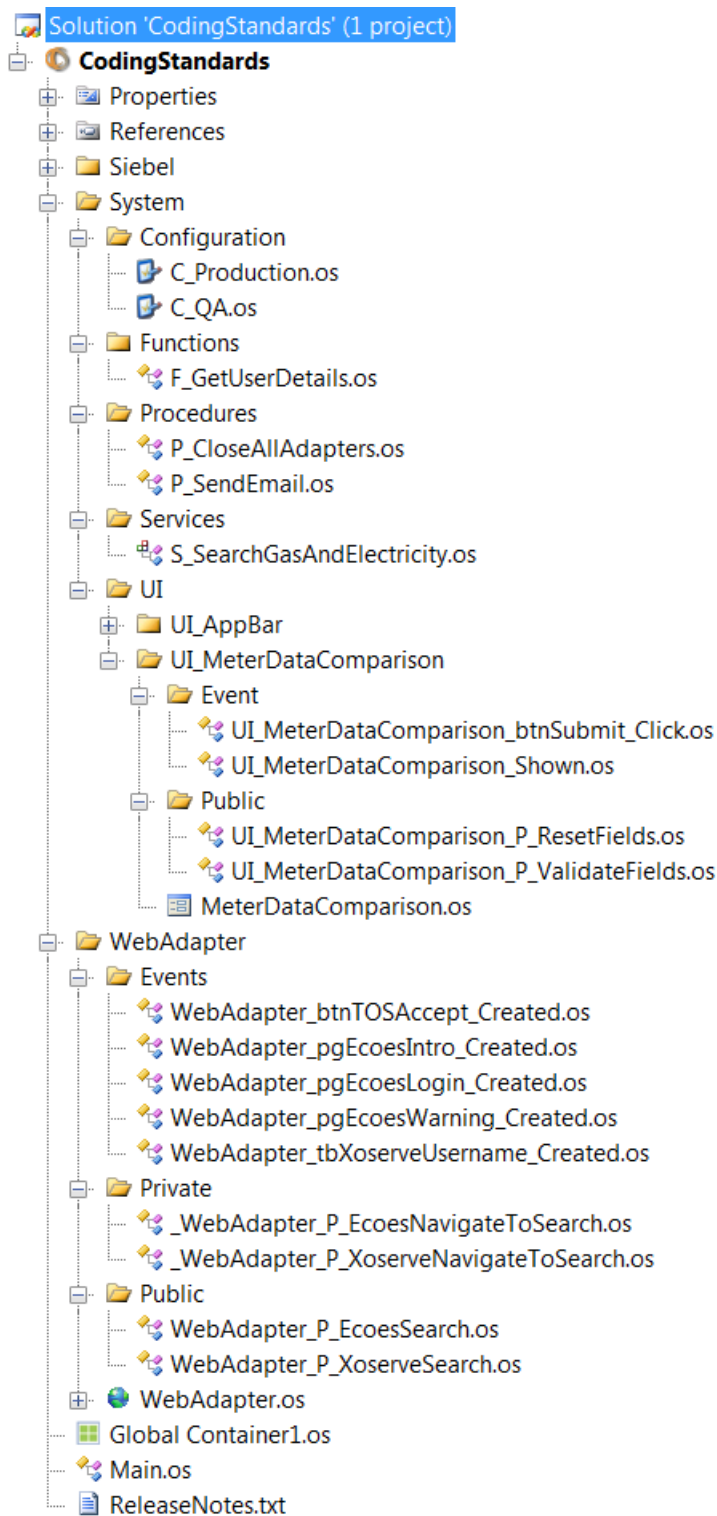 Solution 'CodingStandards' (1 project)
CodingStandards
Properties
References
Siebel
System
Configuration
C_Production.os
C_QA.os
Functions
F_GetUserDetails.os
Procedures
P_CloseAllAdapters.os
P_SendEmail.os
Services
S_SearchGasAndElectricity.os
UI
UI_AppBar
UI_MeterDataComparison
Event
UI_MeterDataComparison_btnSubmit_Click.os
UI_MeterDataComparison_Shown.os
Public
UI_MeterDataComparison_P_ResetFields.os
UI_MeterDataComparison_P_ValidateFields.os
MeterDataComparison.os
WebAdapter
Events
WebAdapter_btnTOSAccept_Created.os
WebAdapter_pgEcoesIntro_Created.os
WebAdapter_pgEcoesLogin_Created.os
WebAdapter_pgEcoesWarning_Created.os
WebAdapter_tbXoserveUsername_Created.os
Private
_WebAdapter_P_EcoesNavigateToSearch.os
_WebAdapter_P_XoserveNavigateToSearch.os
Public
WebAdapter_P_EcoesSearch.os
WebAdapter_P_XoserveSearch.os
WebAdapter.os
Global Container1.os
Main.os
ReleaseNotes.txt